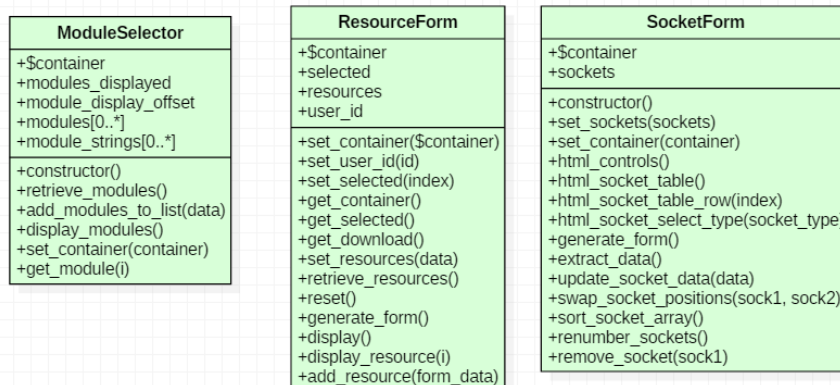 ModuleSelector
+$container
+modules_displayed
+module_display_offset
+modules[0..*]
+module_strings[0..*]
+constructor()
+retrieve_modules()
+add_modules_to_list(data)
+display_modules()
+set_container(container)
+get_module(i)
ResourceForm
+$container
+selected
+resources
+user_id
+set_container($container)
+set_user_id(id)
+set_selected(index)
+get_container()
+get_selected()
+get_download()
+set_resources(data)
+retrieve_resources()
+reset()
+generate_form()
+display()
+display_resource(i)
+add_resource(form_data)
SocketForm
+$container
+sockets
+constructor()
+set_sockets(sockets)
+set_container(container)
+html_controls()
+html_socket_table()
+html_socket_table_row(index)
+html_socket_select_type(socket_type
+generate_form()
+extract_data()
+update_socket_data(data)
+swap_socket_positions(sock1, sock2)
+sort_socket_array()
+renumber_sockets()
+remove_socket(sock1)